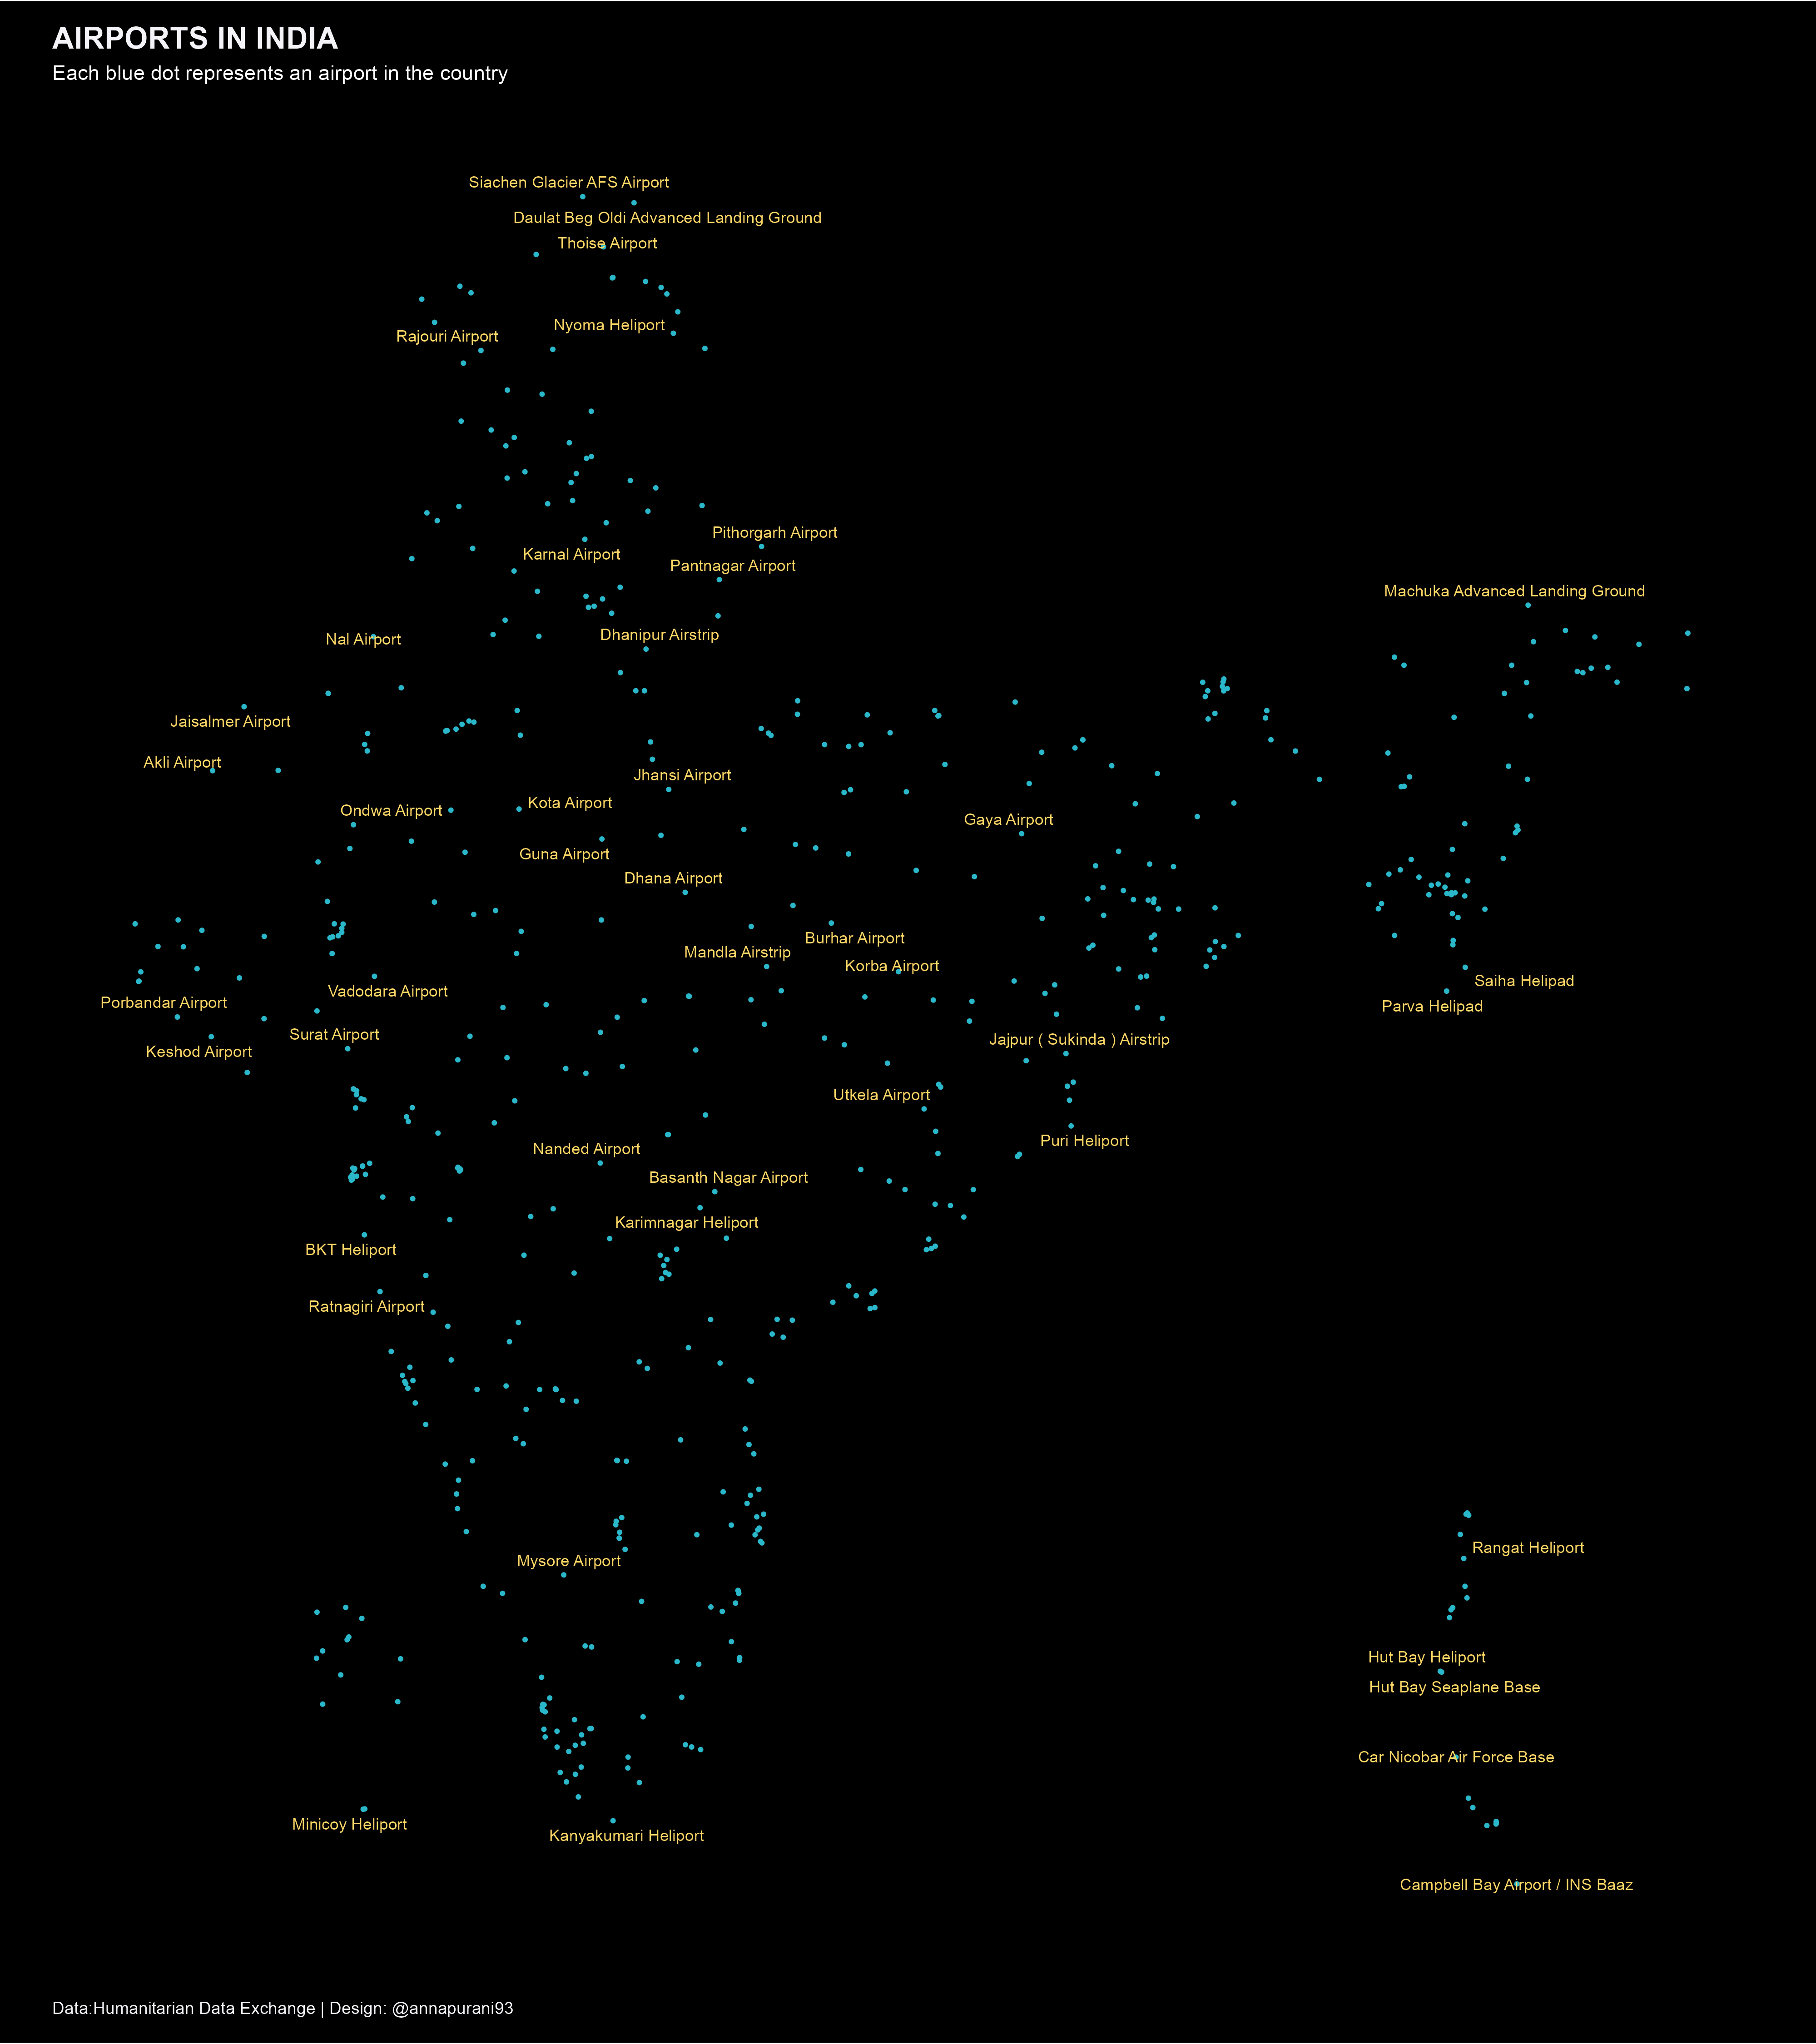 AIRPORTS IN INDIA
Each blue dot represents an airport in the country
Siachen Glacier AFS Airport
Daulat Beg Oldi Advanced Landing Ground
Thoise Airport
Nyoma Heliport
Rajouri Airport
Pithorgarh Airport
Karnal Airport
Pantnagar Airport
Machuka Advanced Landing Ground
Dhanipur Airstrip
Nal Airport
Jaisalmer Airport
Akli Airport
Jhansi Airport
Kota Airport
Ondwa Airport
Gaya Airport
Guna Airport
Dhana Airport
Burhar Airport
Mandla Airstrip
Korba Airport
Saiha Helipad
Vadodara Airport
Porbandar Airport
Parva Helipad
Surat Airport
Jajpur ( Sukinda ) Airstrip
Keshod Airport
Utkela Airport
Puri Heliport
Nanded Airport
Basanth Nagar Airport
Karimnagar Heliport
BKT Heliport
Ratnagiri Airport
Rangat Heliport
Mysore Airport
Hut Bay Heliport
Hut Bay Seaplane Base
Car Nicobar Air Force Base
Minicoy Heliport
Kanyakumari Heliport
Campbell Bay Airport / INS Baaz
Data:Humanitarian Data Exchange | Design: @annapurani93